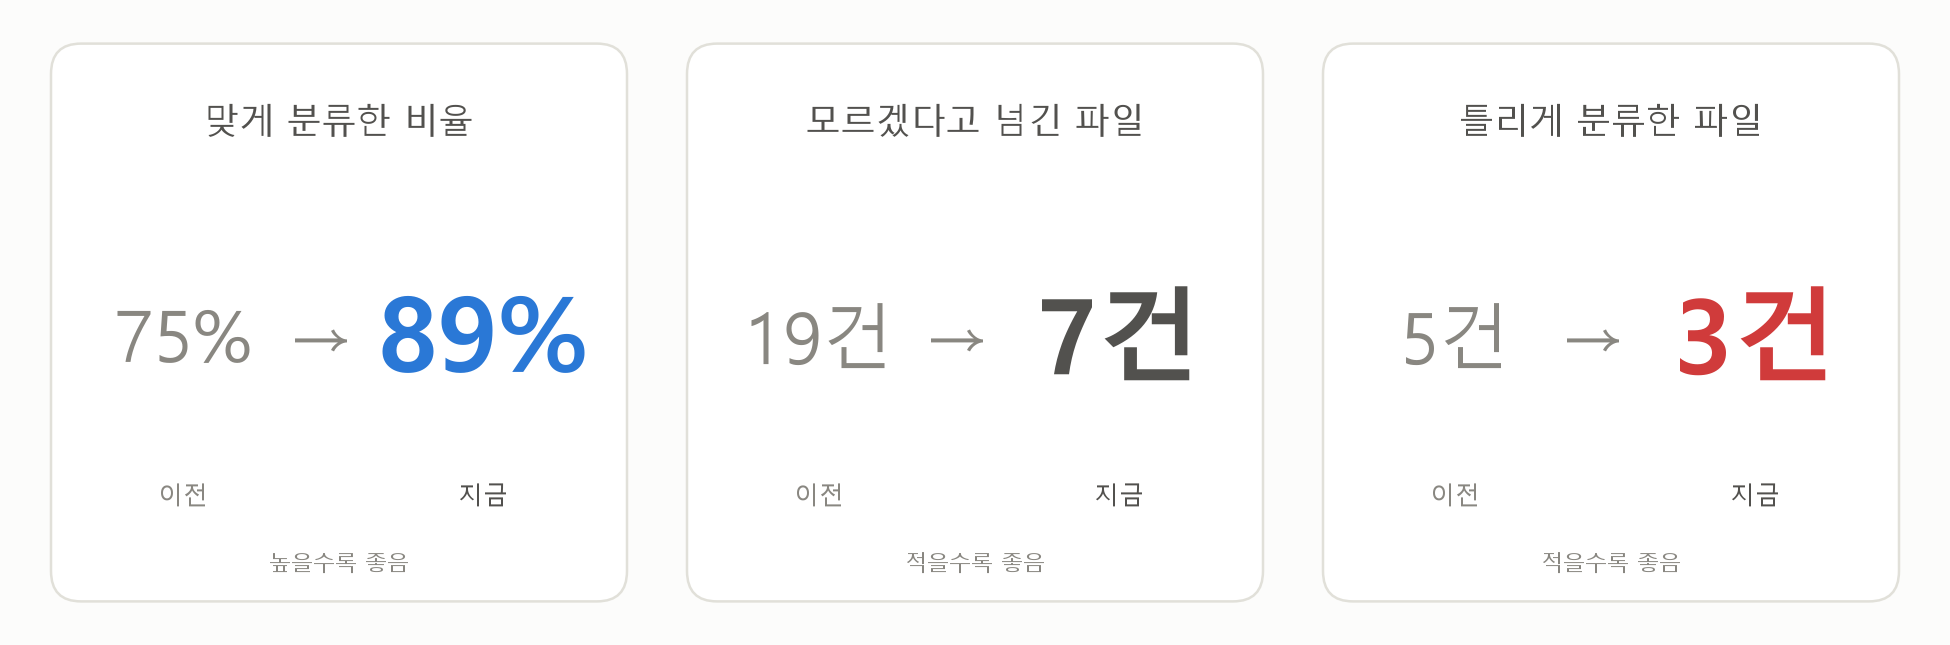 맞게 분류한 비율
75% → 89%
이전 지금
높을수록 좋음
모르겠다고 넘긴 파일
19건 → 7건
이전 지금
적을수록 좋음
틀리게 분류한 파일
5건 → 3건
이전 지금
적을수록 좋음